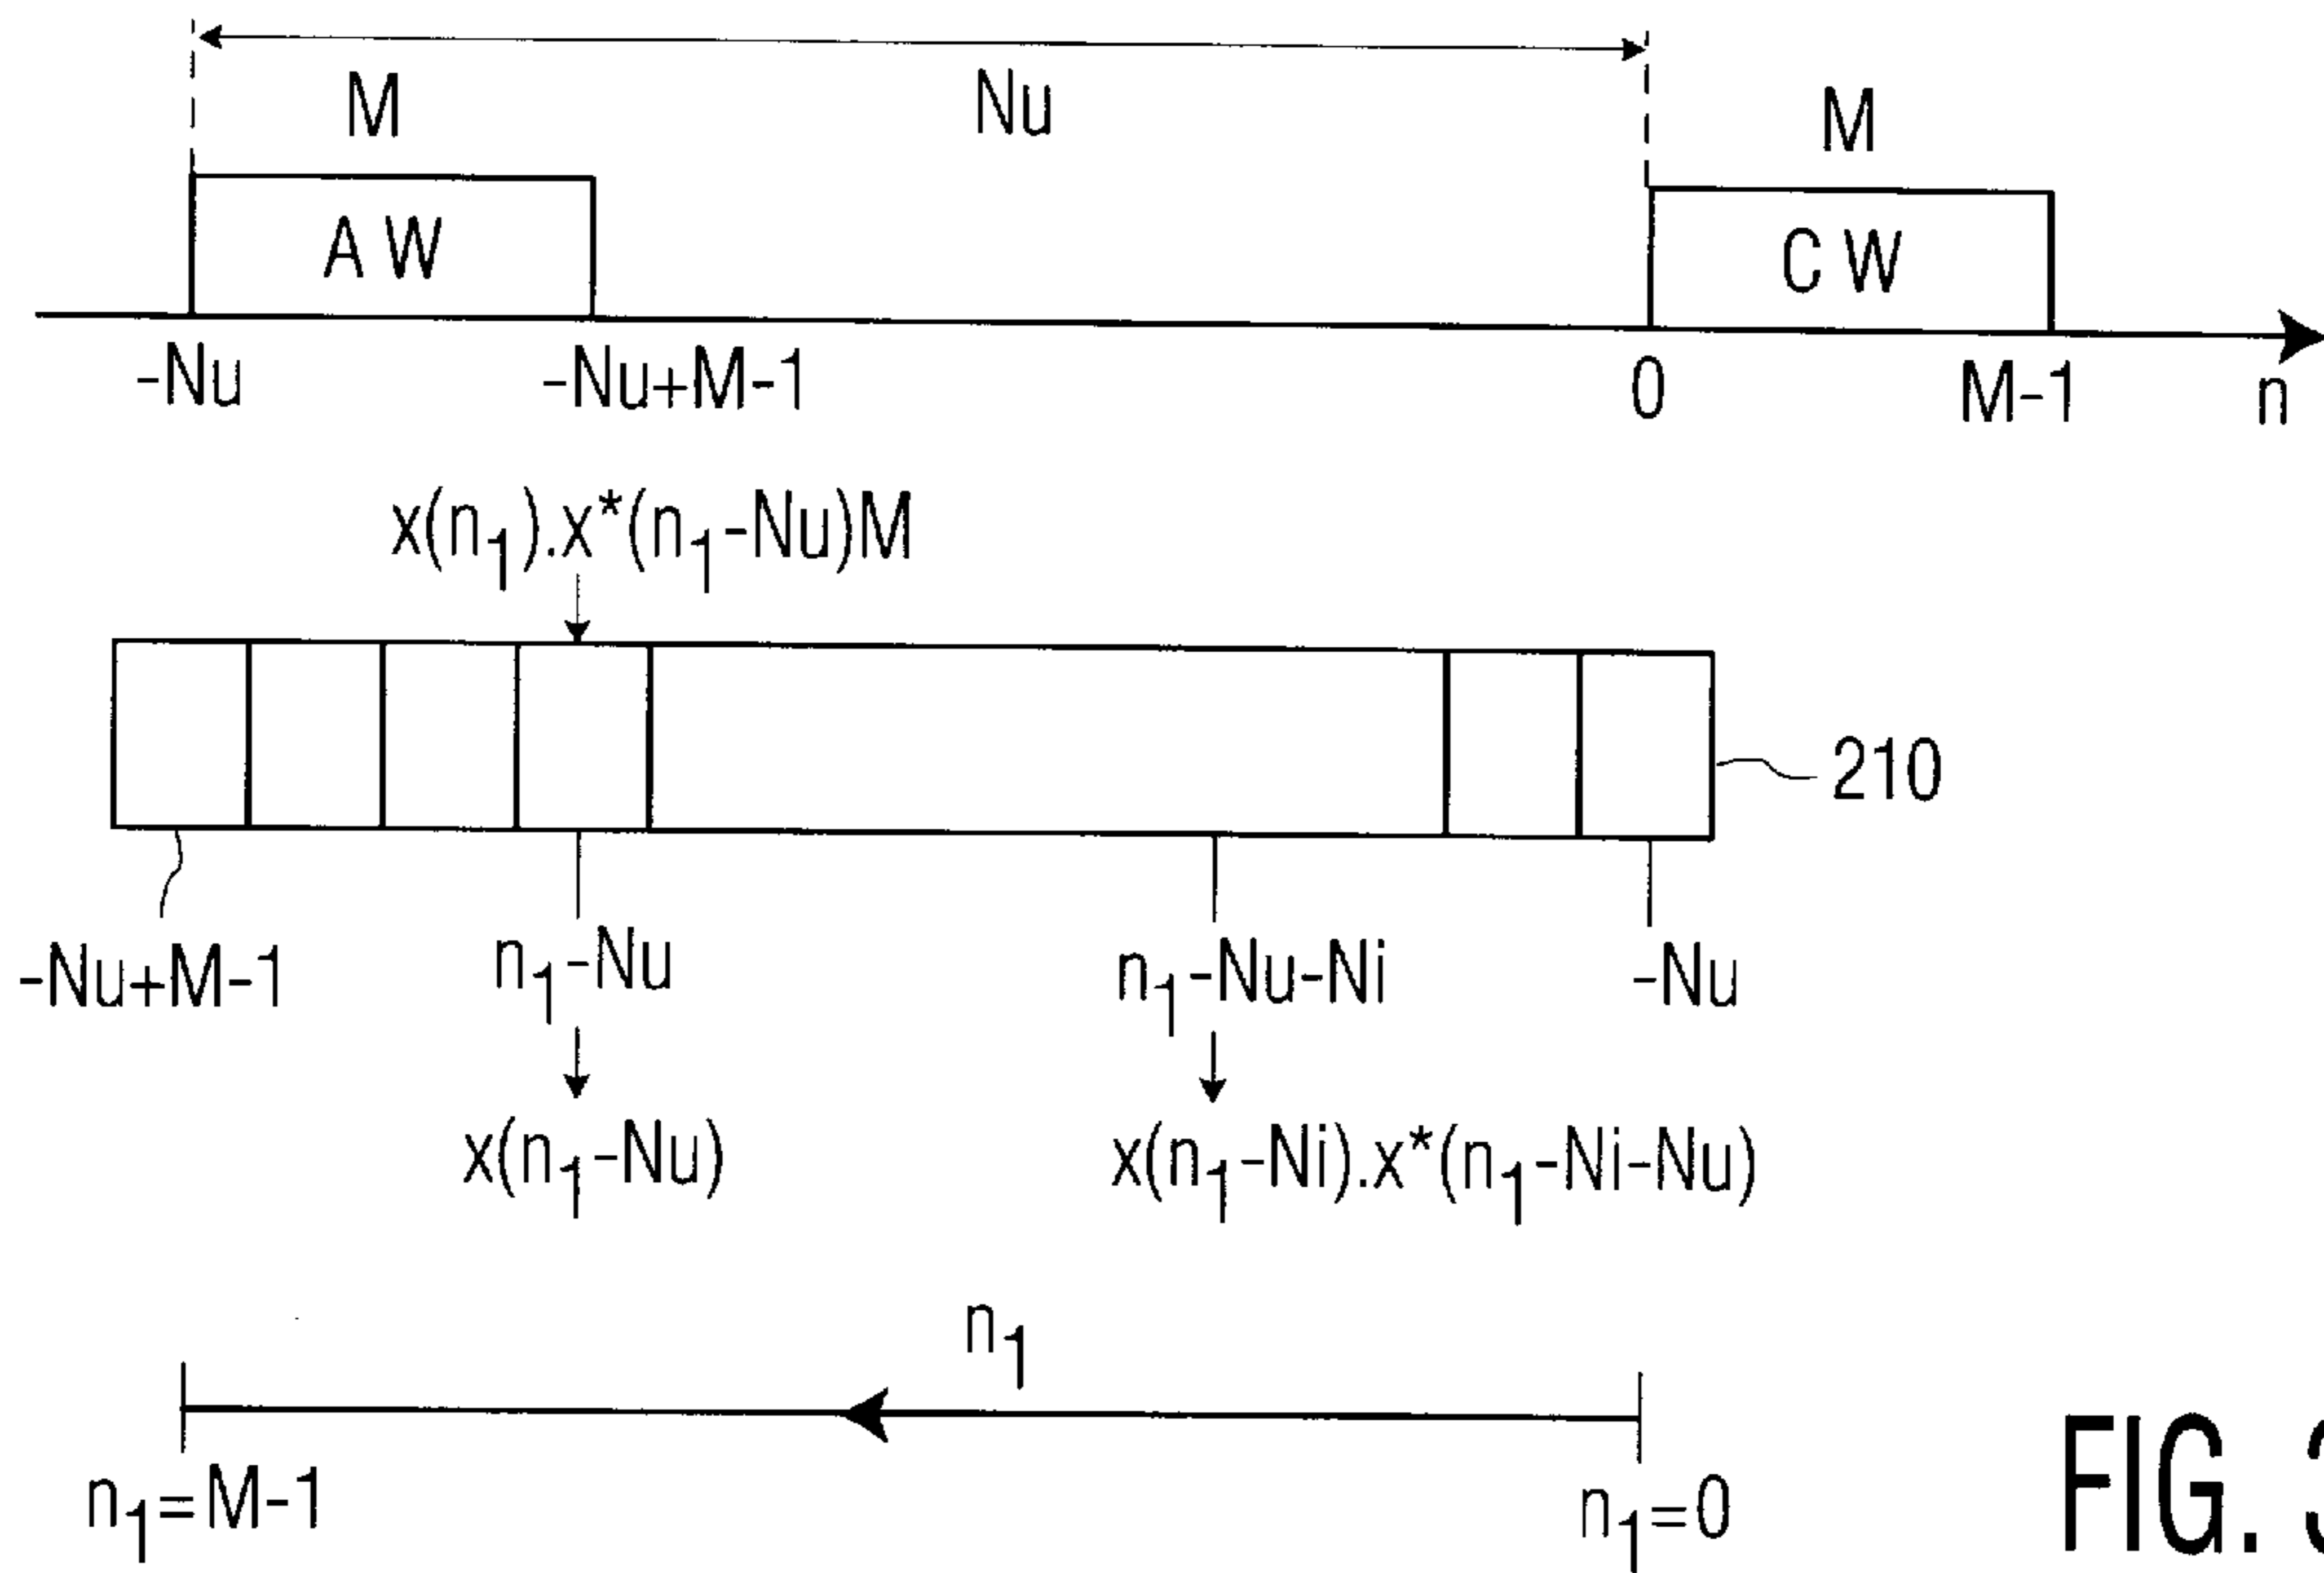 M
Nu
M
A W
C W
-Nu
-Nu+M-1
0
M-1
n
x(n₁).x*(n₁-Nu)M
210
-Nu+M-1
n₁-Nu
n₁-Nu-Ni
-Nu
x(n₁-Nu)
x(n₁-Ni).x*(n₁-Ni-Nu)
n₁
n₁=M-1
n₁=0
FIG. 3